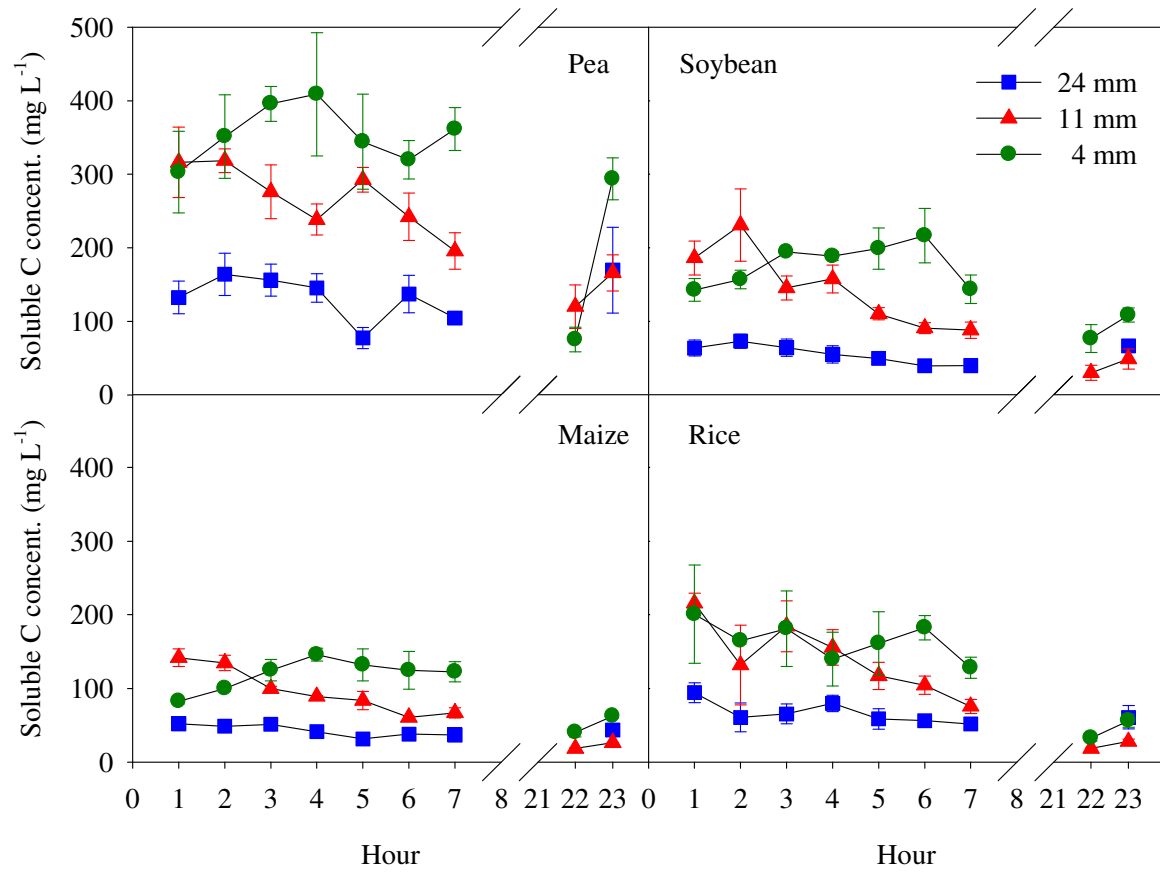 500
400
300
200
100
0
Soluble C concent. (mg L⁻¹)
Pea
Soybean
24 mm
11 mm
4 mm
400
300
200
100
0
Soluble C concent. (mg L⁻¹)
Maize
Rice
0 1 2 3 4 5 6 7 8 21 22 23 0 1 2 3 4 5 6 7 8 21 22 23
Hour Hour